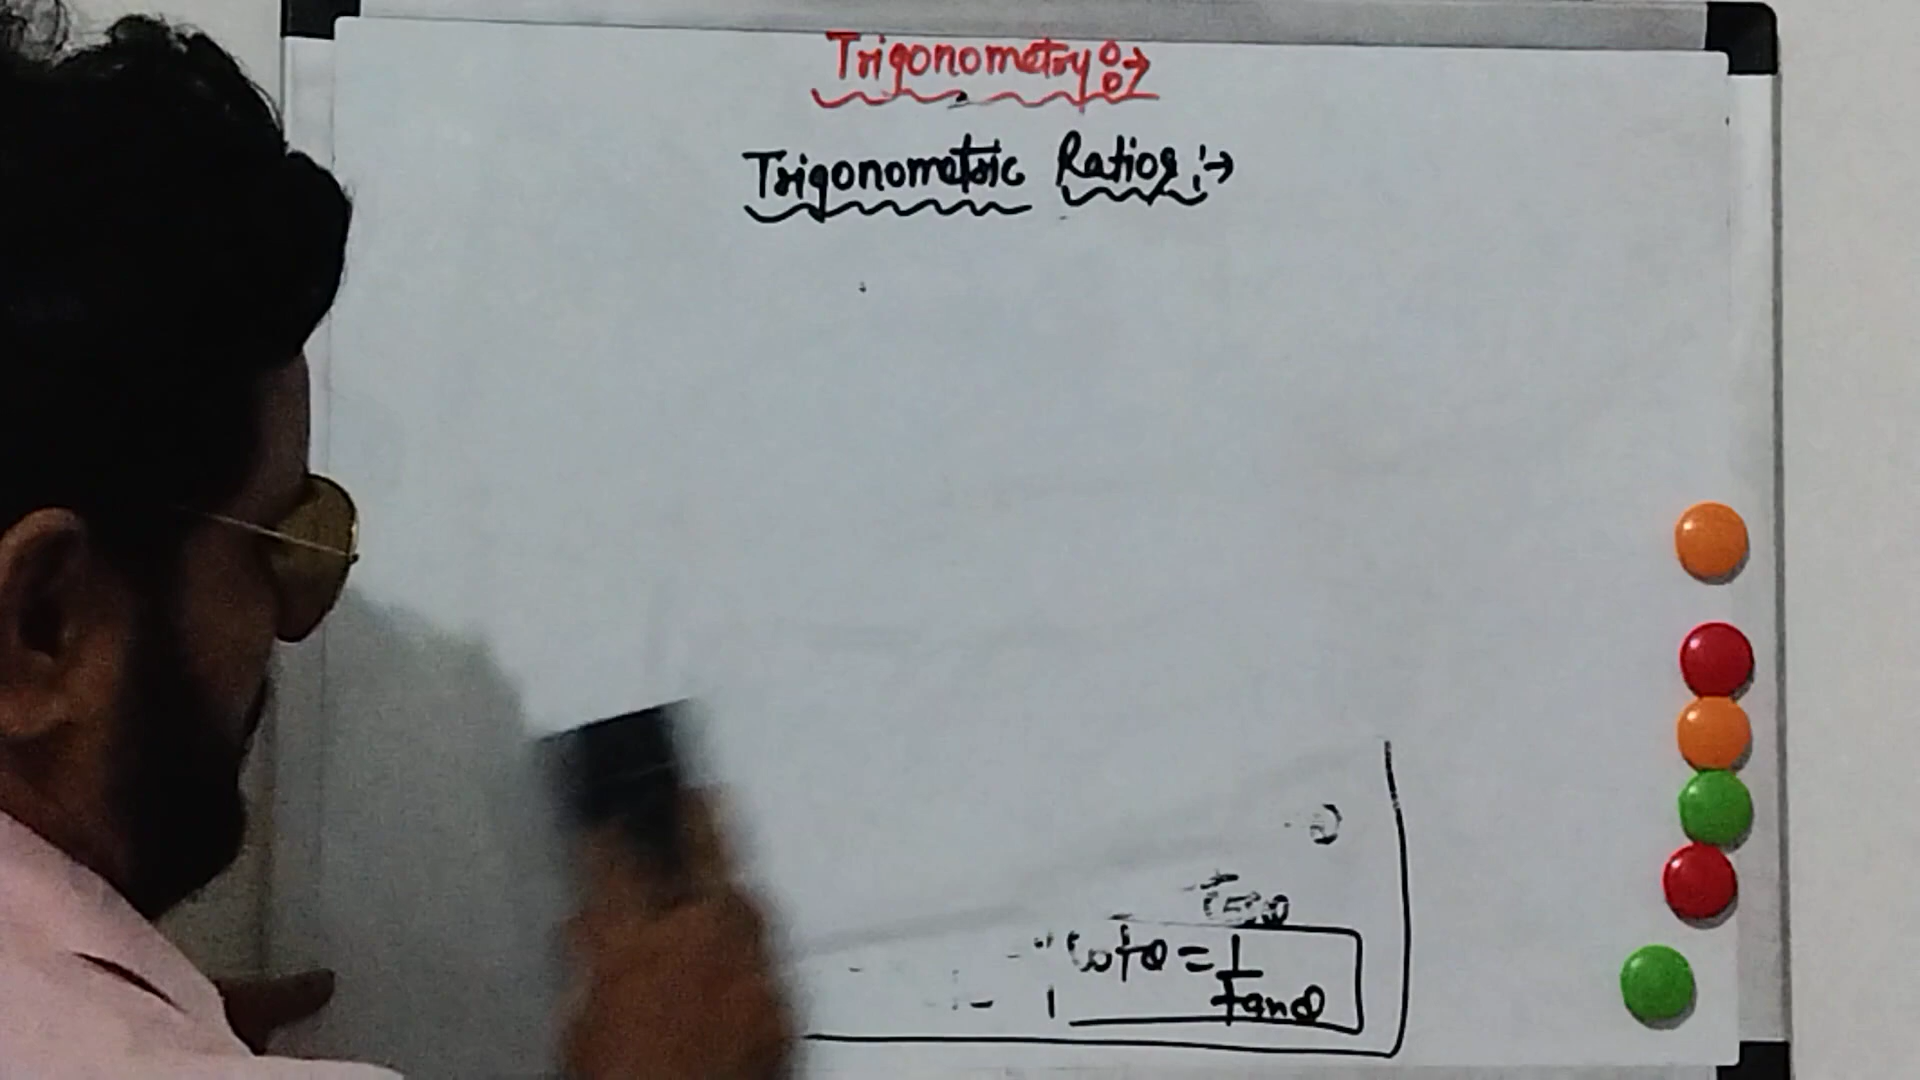 Trigonometry:→
Trigonometric Ratios:→
cotθ = 1
tanθ